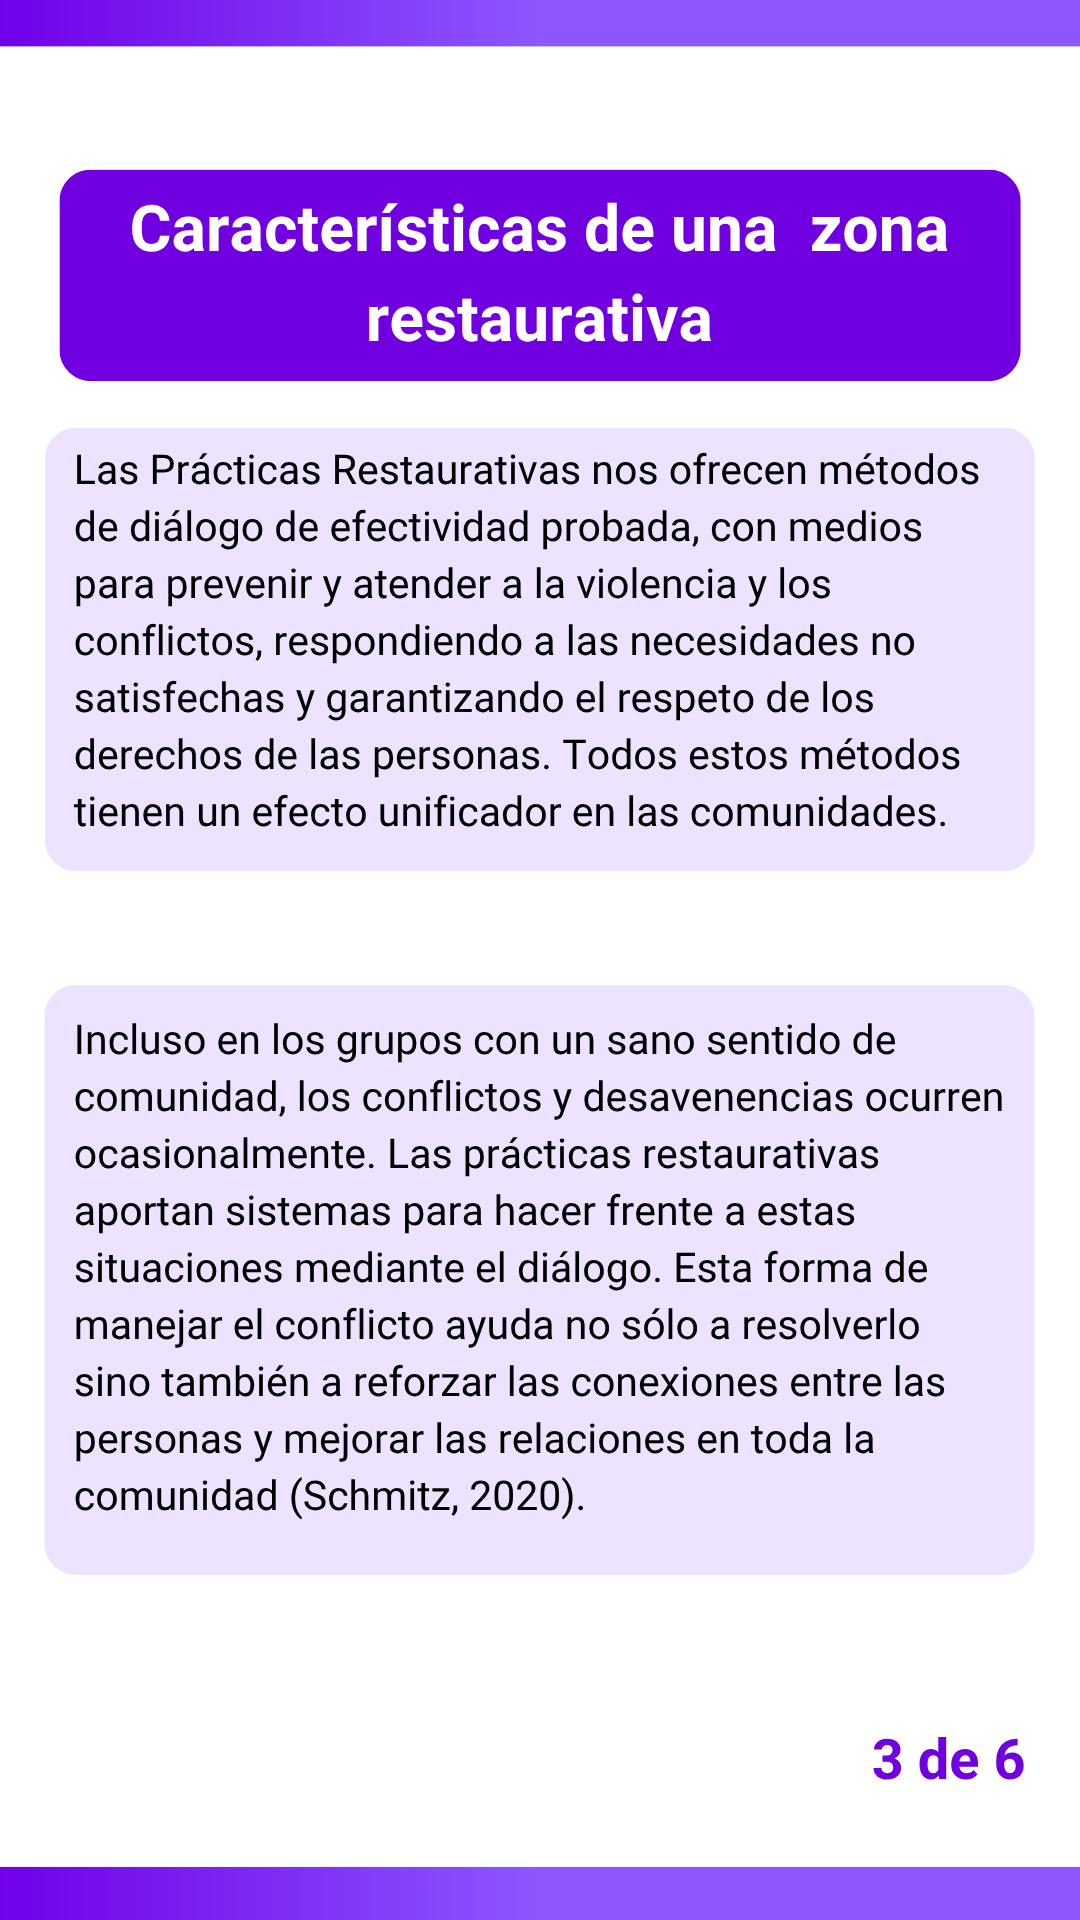 Características de una  zona
restaurativa
Las Prácticas Restaurativas nos ofrecen métodos
de diálogo de efectividad probada, con medios
para prevenir y atender a la violencia y los
conflictos, respondiendo a las necesidades no
satisfechas y garantizando el respeto de los
derechos de las personas. Todos estos métodos
tienen un efecto unificador en las comunidades.
Incluso en los grupos con un sano sentido de
comunidad, los conflictos y desavenencias ocurren
ocasionalmente. Las prácticas restaurativas
aportan sistemas para hacer frente a estas
situaciones mediante el diálogo. Esta forma de
manejar el conflicto ayuda no sólo a resolverlo
sino también a reforzar las conexiones entre las
personas y mejorar las relaciones en toda la
comunidad (Schmitz, 2020).
3 de 6